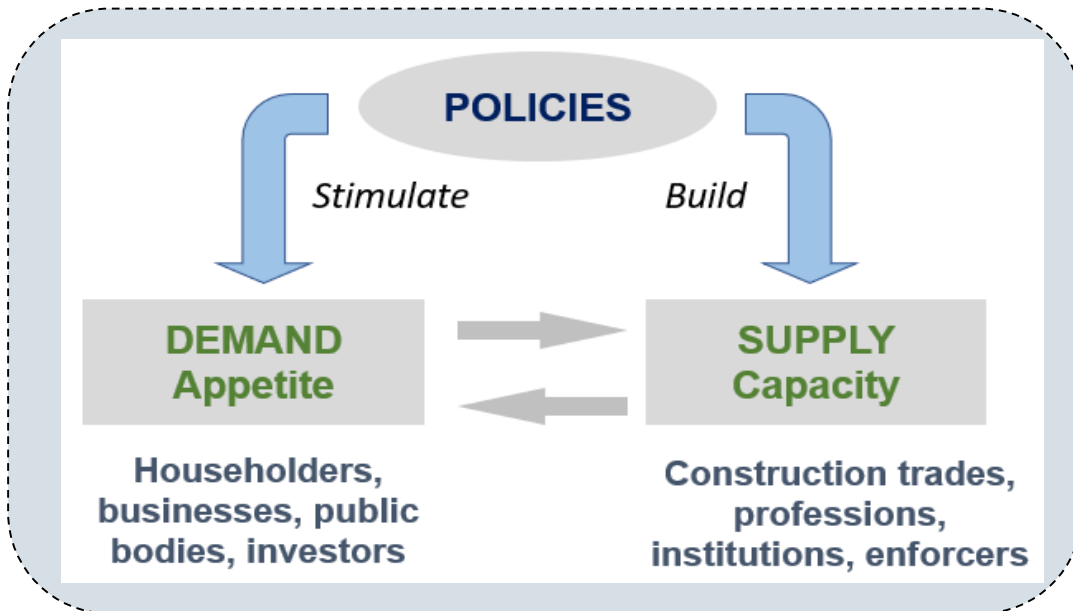 POLICIES
Stimulate
Build
DEMAND
Appetite
SUPPLY
Capacity
Householders,
businesses, public
bodies, investors
Construction trades,
professions,
institutions, enforcers